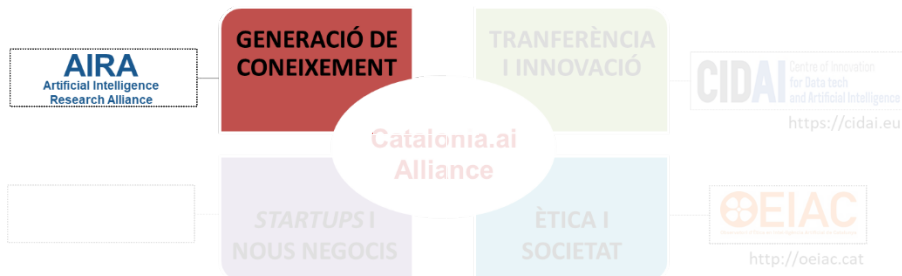 AIRA
Artificial Intelligence
Research Alliance
GENERACIÓ DE
CONEIXEMENT
TRANFERÈNCIA
I INNOVACIÓ
CIDAI
Centre of Innovation
for Data tech
and Artificial Intelligence
https://cidai.eu
Catalonia.ai
Alliance
STARTUPS I
NOUS NEGOCIS
ÈTICA I
SOCIETAT
OEIAC
http://oeiac.cat